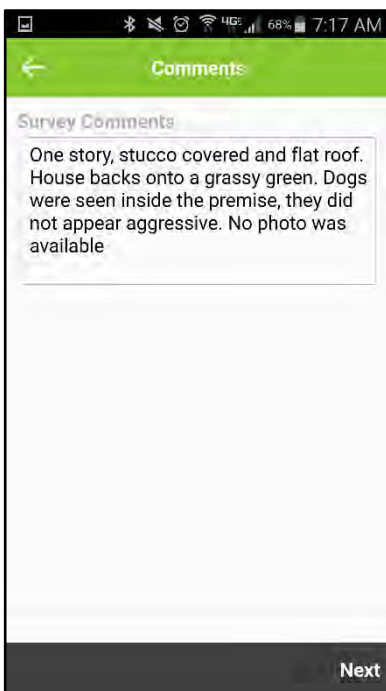 4G 68% 7:17 AM
Comments
Survey Comments
One story, stucco covered and flat roof.
House backs onto a grassy green. Dogs
were seen inside the premise, they did
not appear aggressive. No photo was
available
Next